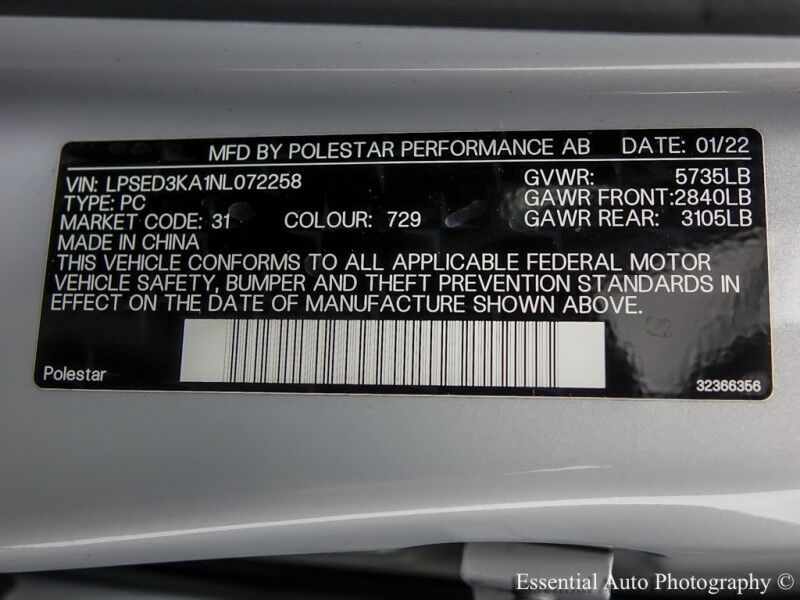 MFD BY POLESTAR PERFORMANCE AB DATE: 01/22
VIN: LPSED3KA1NL072258 GVWR: 5735LB
TYPE: PC GAWR FRONT:2840LB
MARKET CODE: 31 COLOUR: 729 GAWR REAR: 3105LB
MADE IN CHINA
THIS VEHICLE CONFORMS TO ALL APPLICABLE FEDERAL MOTOR
VEHICLE SAFETY, BUMPER AND THEFT PREVENTION STANDARDS IN
EFFECT ON THE DATE OF MANUFACTURE SHOWN ABOVE.
Polestar 32366356
Essential Auto Photography ©